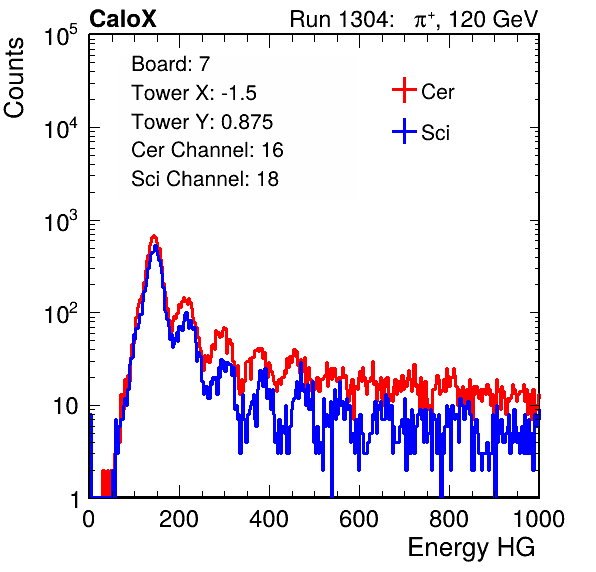 CaloX Run 1304: π⁺, 120 GeV
Board: 7
Tower X: -1.5
Tower Y: 0.875
Cer Channel: 16
Sci Channel: 18
Cer
Sci
Counts
10⁵
10⁴
10³
10²
10
1
0 200 400 600 800 1000
Energy HG